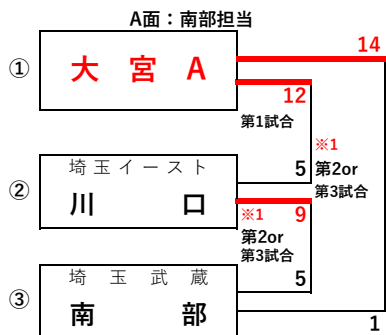 A面：南部担当
14
① 大宮A
12
第1試合
※1
第2or
第3試合
5
埼玉イースト
② 川口
※1 9
第2or
第3試合
5
埼玉武蔵
③ 南部
1